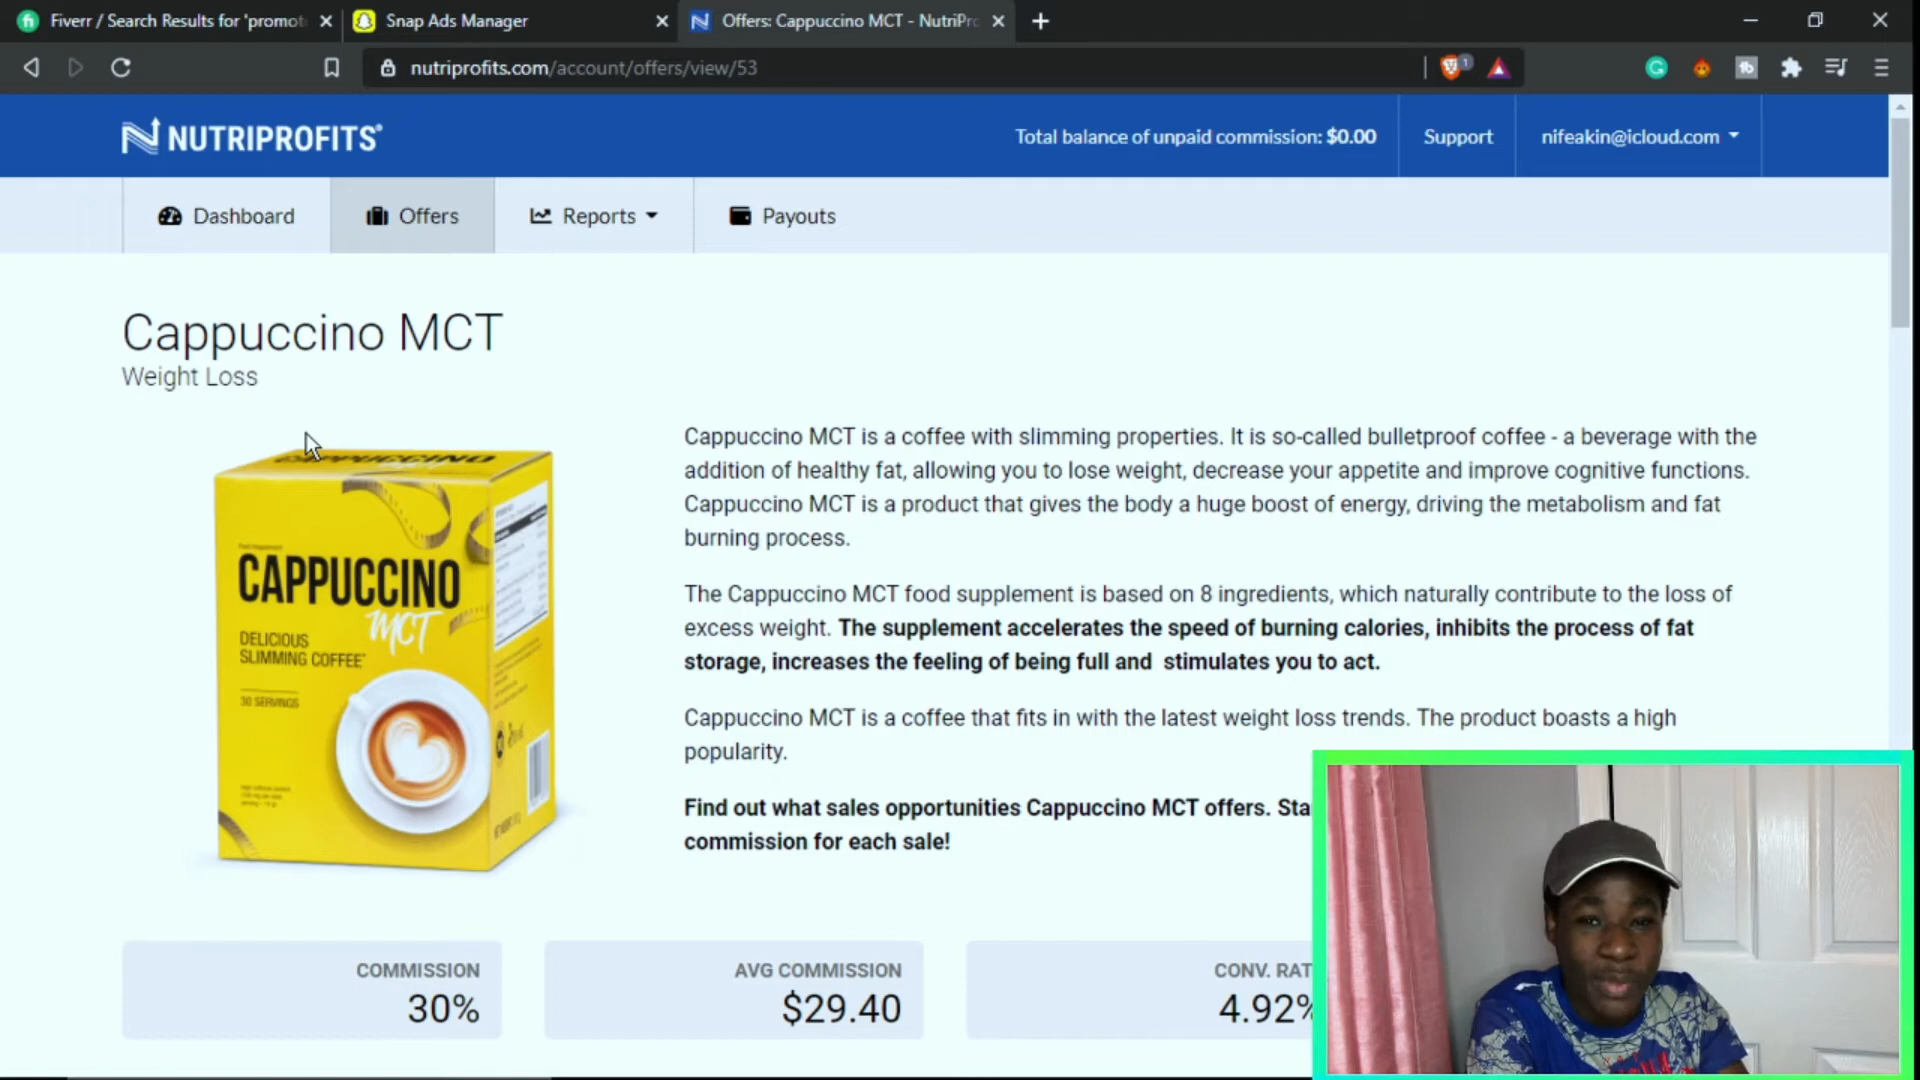 Fiverr / Search Results for 'promot
Snap Ads Manager
Offers: Cappuccino MCT - NutriPro
nutriprofits.com/account/offers/view/53
1
NUTRIPROFITS®
Total balance of unpaid commission: $0.00
Support
nifeakin@icloud.com
Dashboard
Offers
Reports
Payouts
Cappuccino MCT
Weight Loss
Cappuccino MCT is a coffee with slimming properties. It is so-called bulletproof coffee - a beverage with the
addition of healthy fat, allowing you to lose weight, decrease your appetite and improve cognitive functions.
Cappuccino MCT is a product that gives the body a huge boost of energy, driving the metabolism and fat
burning process.
The Cappuccino MCT food supplement is based on 8 ingredients, which naturally contribute to the loss of
excess weight. The supplement accelerates the speed of burning calories, inhibits the process of fat
storage, increases the feeling of being full and stimulates you to act.
Cappuccino MCT is a coffee that fits in with the latest weight loss trends. The product boasts a high
popularity.
Find out what sales opportunities Cappuccino MCT offers. Sta
commission for each sale!
CAPPUCCINO
CAPPUCCINO
MCT
DELICIOUS
SLIMMING COFFEE™
30 SERVINGS
COMMISSION
30%
AVG COMMISSION
$29.40
CONV. RAT
4.92%